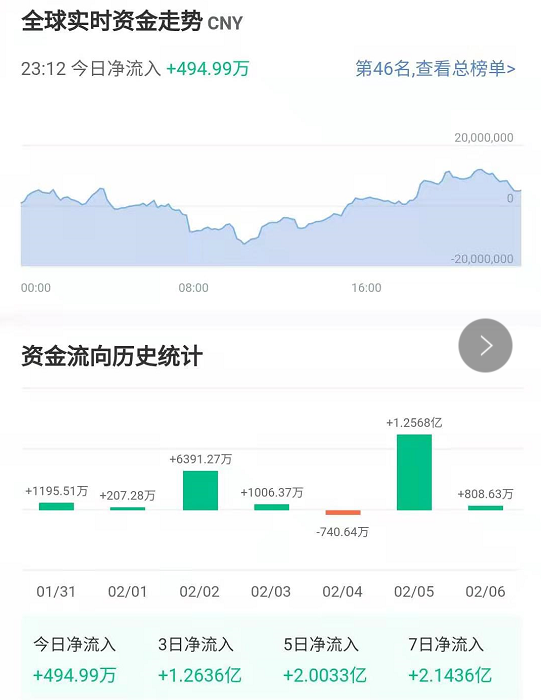 全球实时资金走势 CNY
23:12 今日净流入 +494.99万 第46名,查看总榜单>
20,000,000
0
-20,000,000
00:00 08:00 16:00
资金流向历史统计
+1.2568亿
+6391.27万
+1195.51万 +207.28万 +1006.37万 +808.63万
-740.64万
01/31 02/01 02/02 02/03 02/04 02/05 02/06
今日净流入 3日净流入 5日净流入 7日净流入
+494.99万 +1.2636亿 +2.0033亿 +2.1436亿